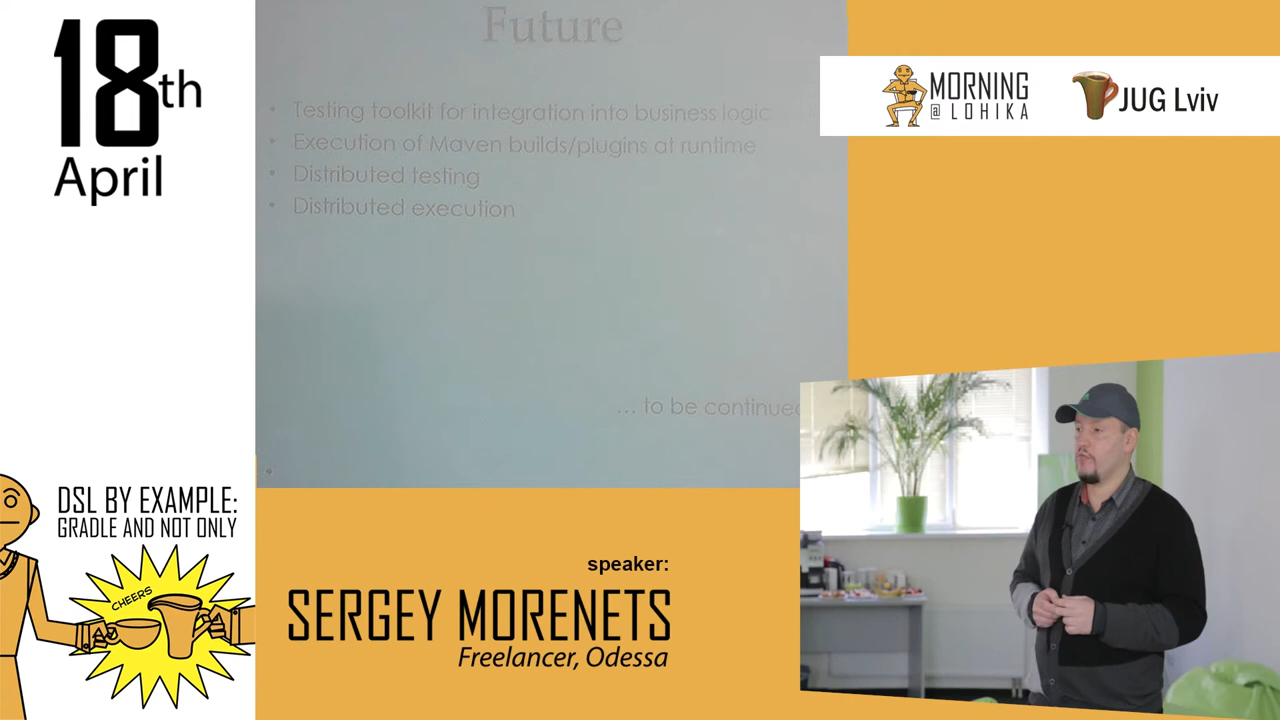 18th
April
Future
• Testing toolkit for integration into business logic
• Execution of Maven builds/plugins at runtime
• Distributed testing
• Distributed execution
... to be continued
MORNING
@ LOHIKA
JUG Lviv
DSL BY EXAMPLE:
GRADLE AND NOT ONLY
CHEERS
speaker:
SERGEY MORENETS
Freelancer, Odessa